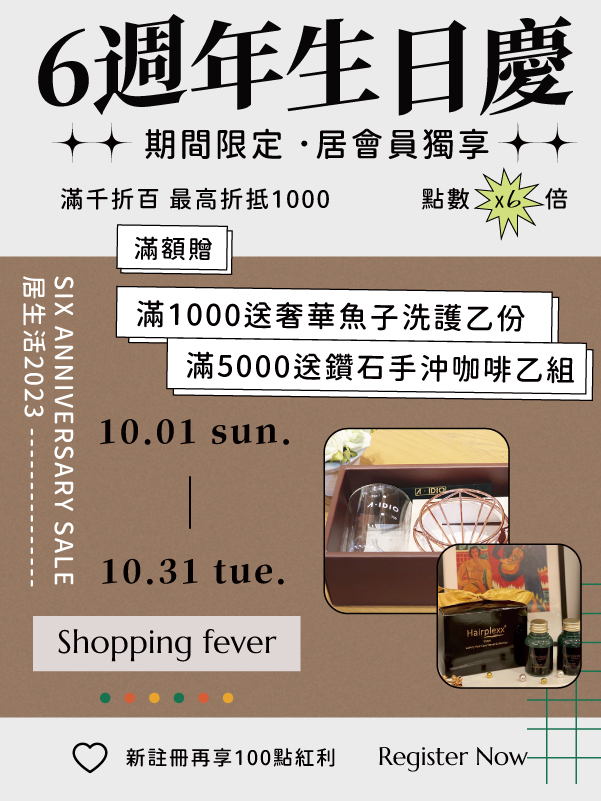 6週年生日慶
期間限定・居會員獨享
滿千折百 最高折抵1000
點數 x6 倍
滿額贈
滿1000送奢華魚子洗護乙份
滿5000送鑽石手沖咖啡乙組
SIX ANNIVERSARY SALE
居生活2023
10.01 sun.
10.31 tue.
A-IDIO
A-IDIO
Hairplexx
Shopping fever
新註冊再享100點紅利
Register Now